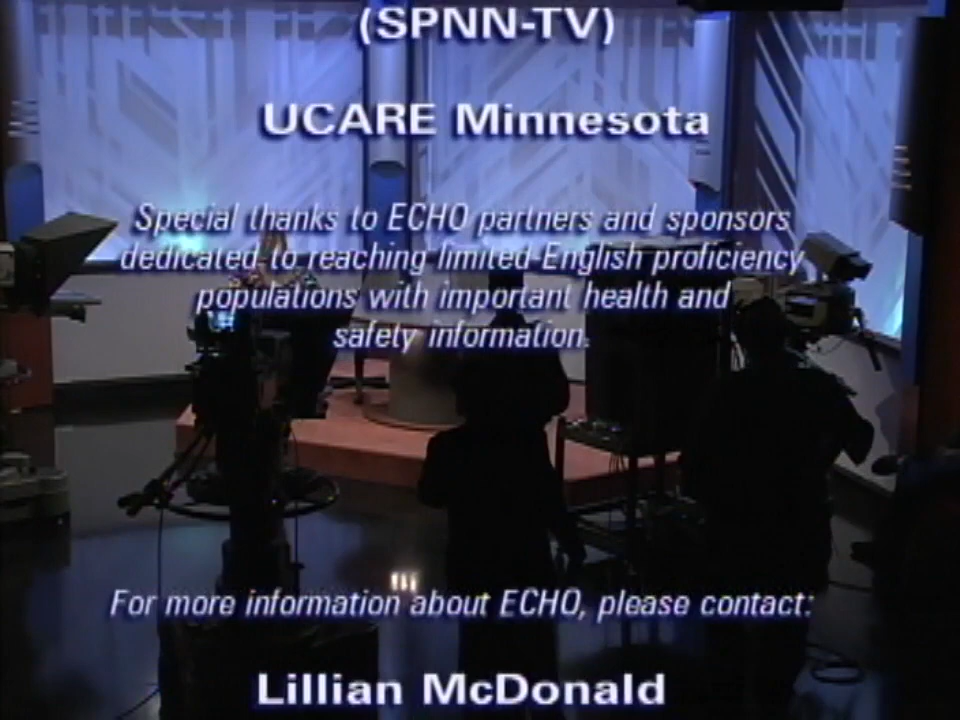 (SPNN-TV)
UCARE Minnesota
Special thanks to ECHO partners and sponsors
dedicated to reaching limited-English proficiency
populations with important health and
safety information.
For more information about ECHO, please contact:
Lillian McDonald